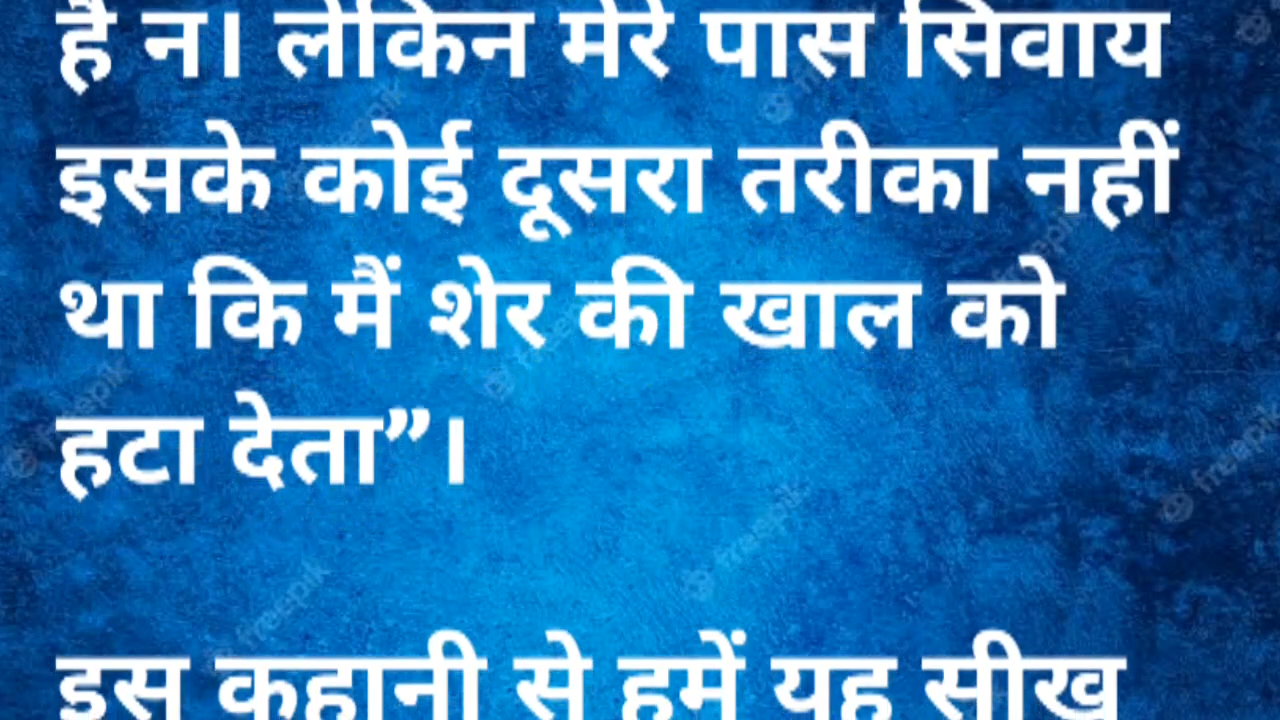 है न। लेकिन मेरे पास सिवाय
इसके कोई दूसरा तरीका नहीं
था कि मैं शेर की खाल को
हटा देता”।
इस कहानी से हमें यह सीख